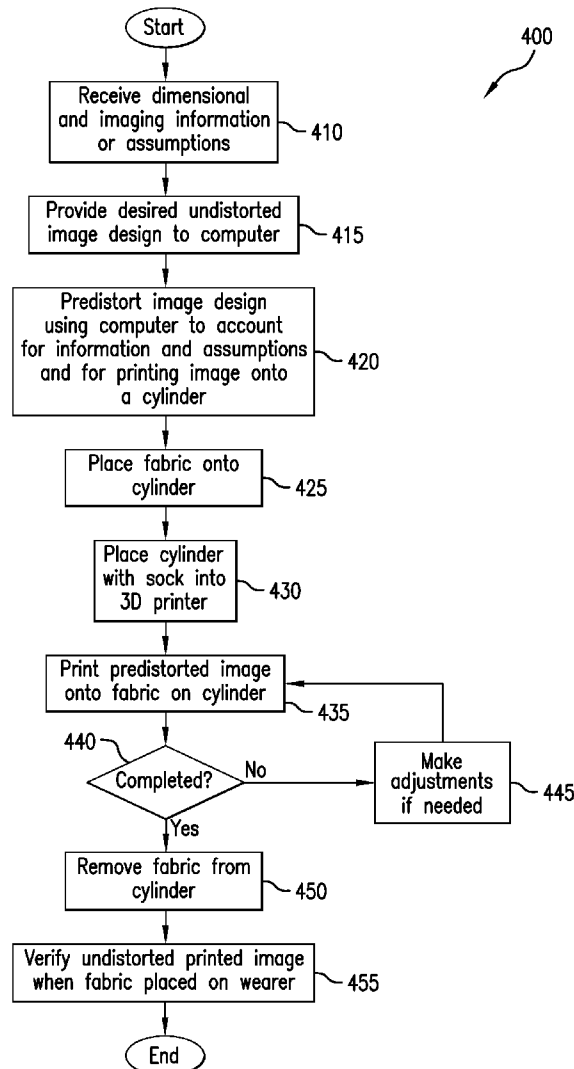 Start
400
Receive dimensional
and imaging information
or assumptions
410
Provide desired undistorted
image design to computer
415
Predistort image design
using computer to account
for information and assumptions
and for printing image onto
a cylinder
420
Place fabric onto
cylinder
425
Place cylinder
with sock into
3D printer
430
Print predistorted image
onto fabric on cylinder
435
440
Completed?
No
Make
adjustments
if needed
445
Yes
Remove fabric from
cylinder
450
Verify undistorted printed image
when fabric placed on wearer
455
End